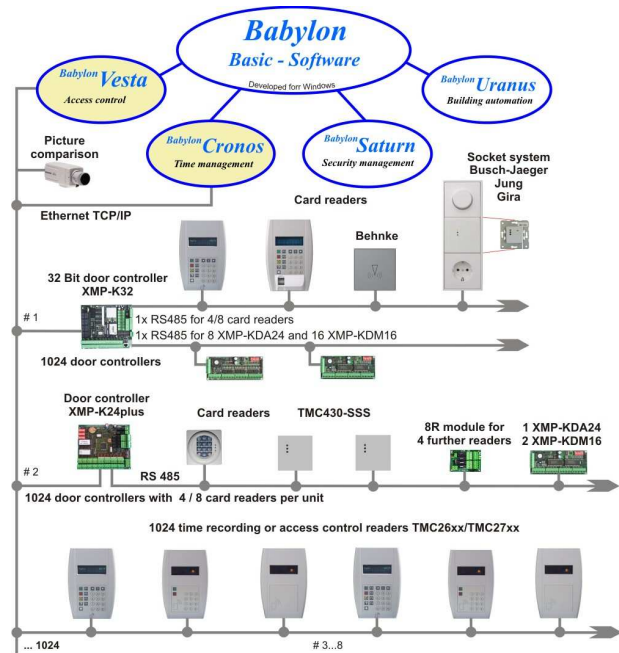 Babylon
Basic - Software
Developed forr Windows
Babylon Vesta
Access control
Babylon Uranus
Building automation
Babylon Cronos
Time management
Babylon Saturn
Security management
Picture
comparison
Ethernet TCP/IP
Card readers
Socket system
Busch-Jaeger
Jung
Gira
Behnke
32 Bit door controller
XMP-K32
# 1
1x RS485 for 4/8 card readers
1x RS485 for 8 XMP-KDA24 and 16 XMP-KDM16
1024 door controllers
Door controller
XMP-K24plus
Card readers
TMC430-SSS
8R module for
4 further readers
1 XMP-KDA24
2 XMP-KDM16
# 2
RS 485
1024 door controllers with 4 / 8 card readers per unit
1024 time recording or access control readers TMC26xx/TMC27xx
... 1024
# 3...8